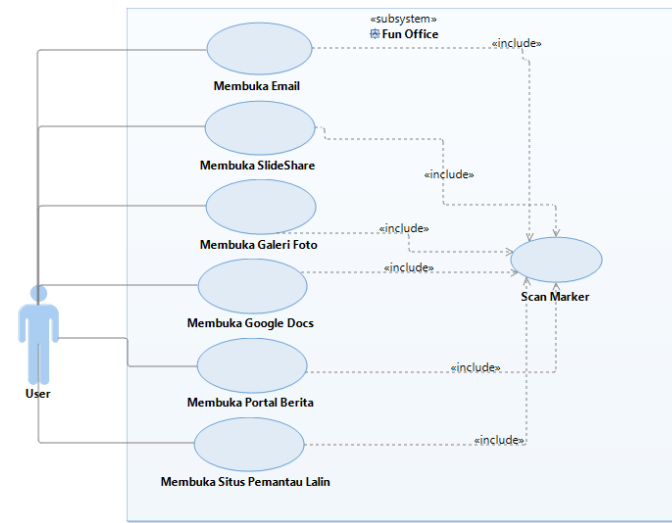 «subsystem»
Fun Office
«include»
Membuka Email
Membuka SlideShare
«include»
Membuka Galeri Foto
«include»
«include»
Scan Marker
Membuka Google Docs
User
«include»
Membuka Portal Berita
«include»
Membuka Situs Pemantau Lalin